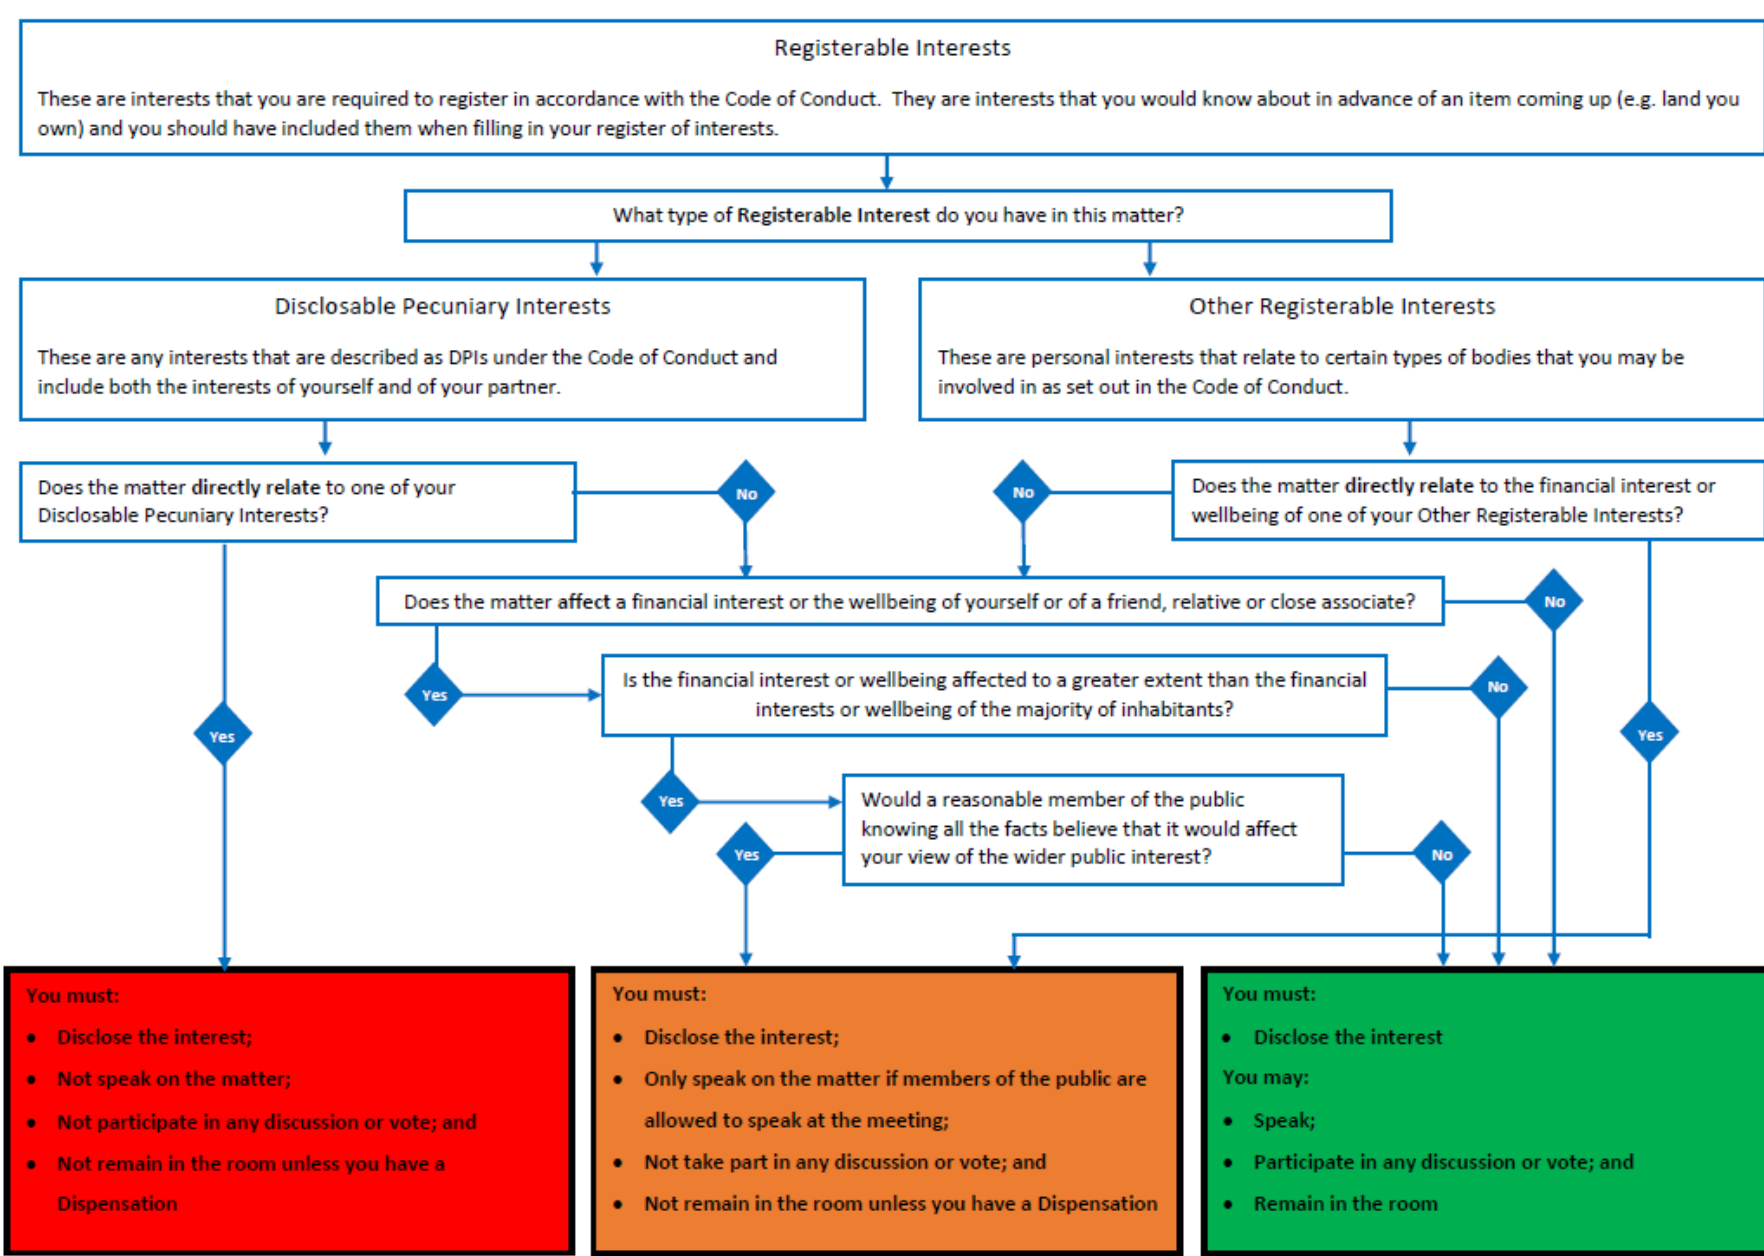 Registerable Interests
These are interests that you are required to register in accordance with the Code of Conduct. They are interests that you would know about in advance of an item coming up (e.g. land you
own) and you should have included them when filling in your register of interests.
What type of Registerable Interest do you have in this matter?
Disclosable Pecuniary Interests
These are any interests that are described as DPIs under the Code of Conduct and
include both the interests of yourself and of your partner.
Other Registerable Interests
These are personal interests that relate to certain types of bodies that you may be
involved in as set out in the Code of Conduct.
Does the matter directly relate to one of your
Disclosable Pecuniary Interests?
No
No
Does the matter directly relate to the financial interest or
wellbeing of one of your Other Registerable Interests?
Does the matter affect a financial interest or the wellbeing of yourself or of a friend, relative or close associate?
No
Yes
Is the financial interest or wellbeing affected to a greater extent than the financial
interests or wellbeing of the majority of inhabitants?
No
Yes
Yes
Yes
Would a reasonable member of the public
knowing all the facts believe that it would affect
your view of the wider public interest?
Yes
No
You must:
• Disclose the interest;
• Not speak on the matter;
• Not participate in any discussion or vote; and
• Not remain in the room unless you have a
Dispensation
You must:
• Disclose the interest;
• Only speak on the matter if members of the public are
allowed to speak at the meeting;
• Not take part in any discussion or vote; and
• Not remain in the room unless you have a Dispensation
You must:
• Disclose the interest
You may:
• Speak;
• Participate in any discussion or vote; and
• Remain in the room